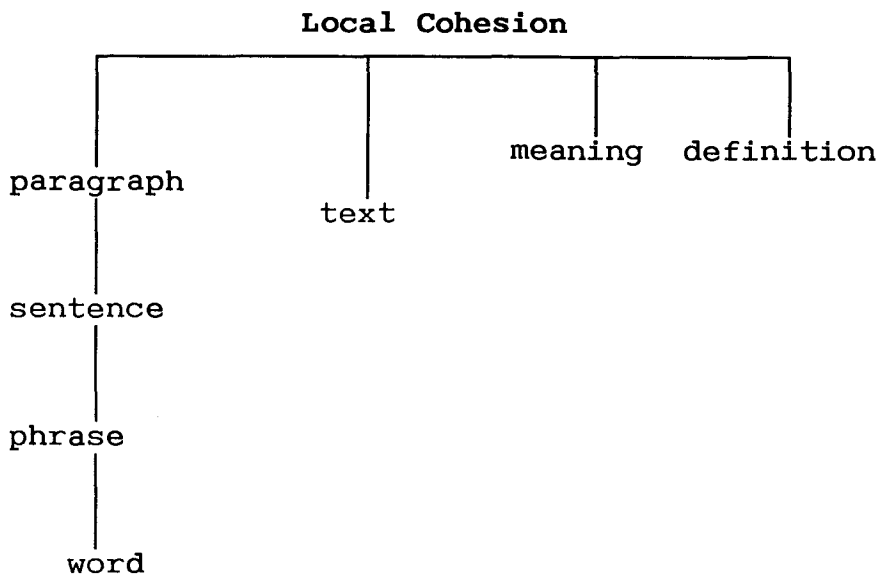 Local Cohesion
meaning definition
paragraph
text
sentence
phrase
word